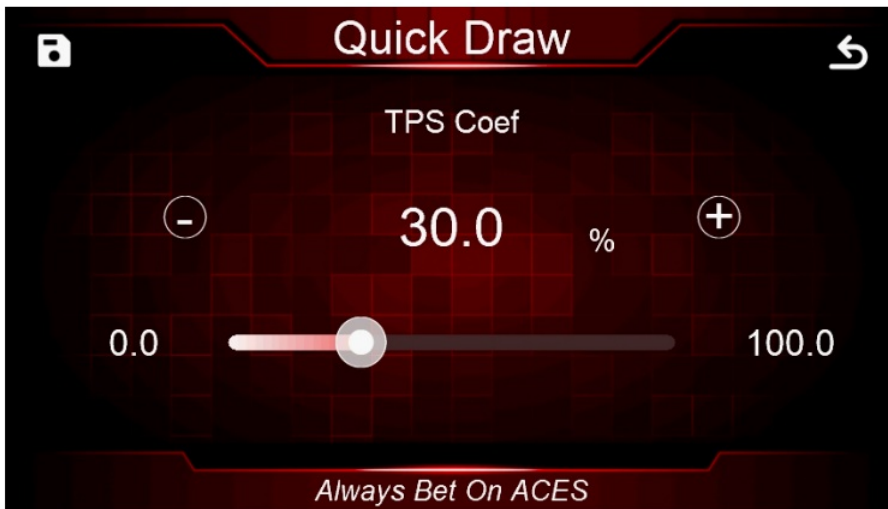 Quick Draw
TPS Coef
-
30.0
%
+
0.0
100.0
Always Bet On ACES